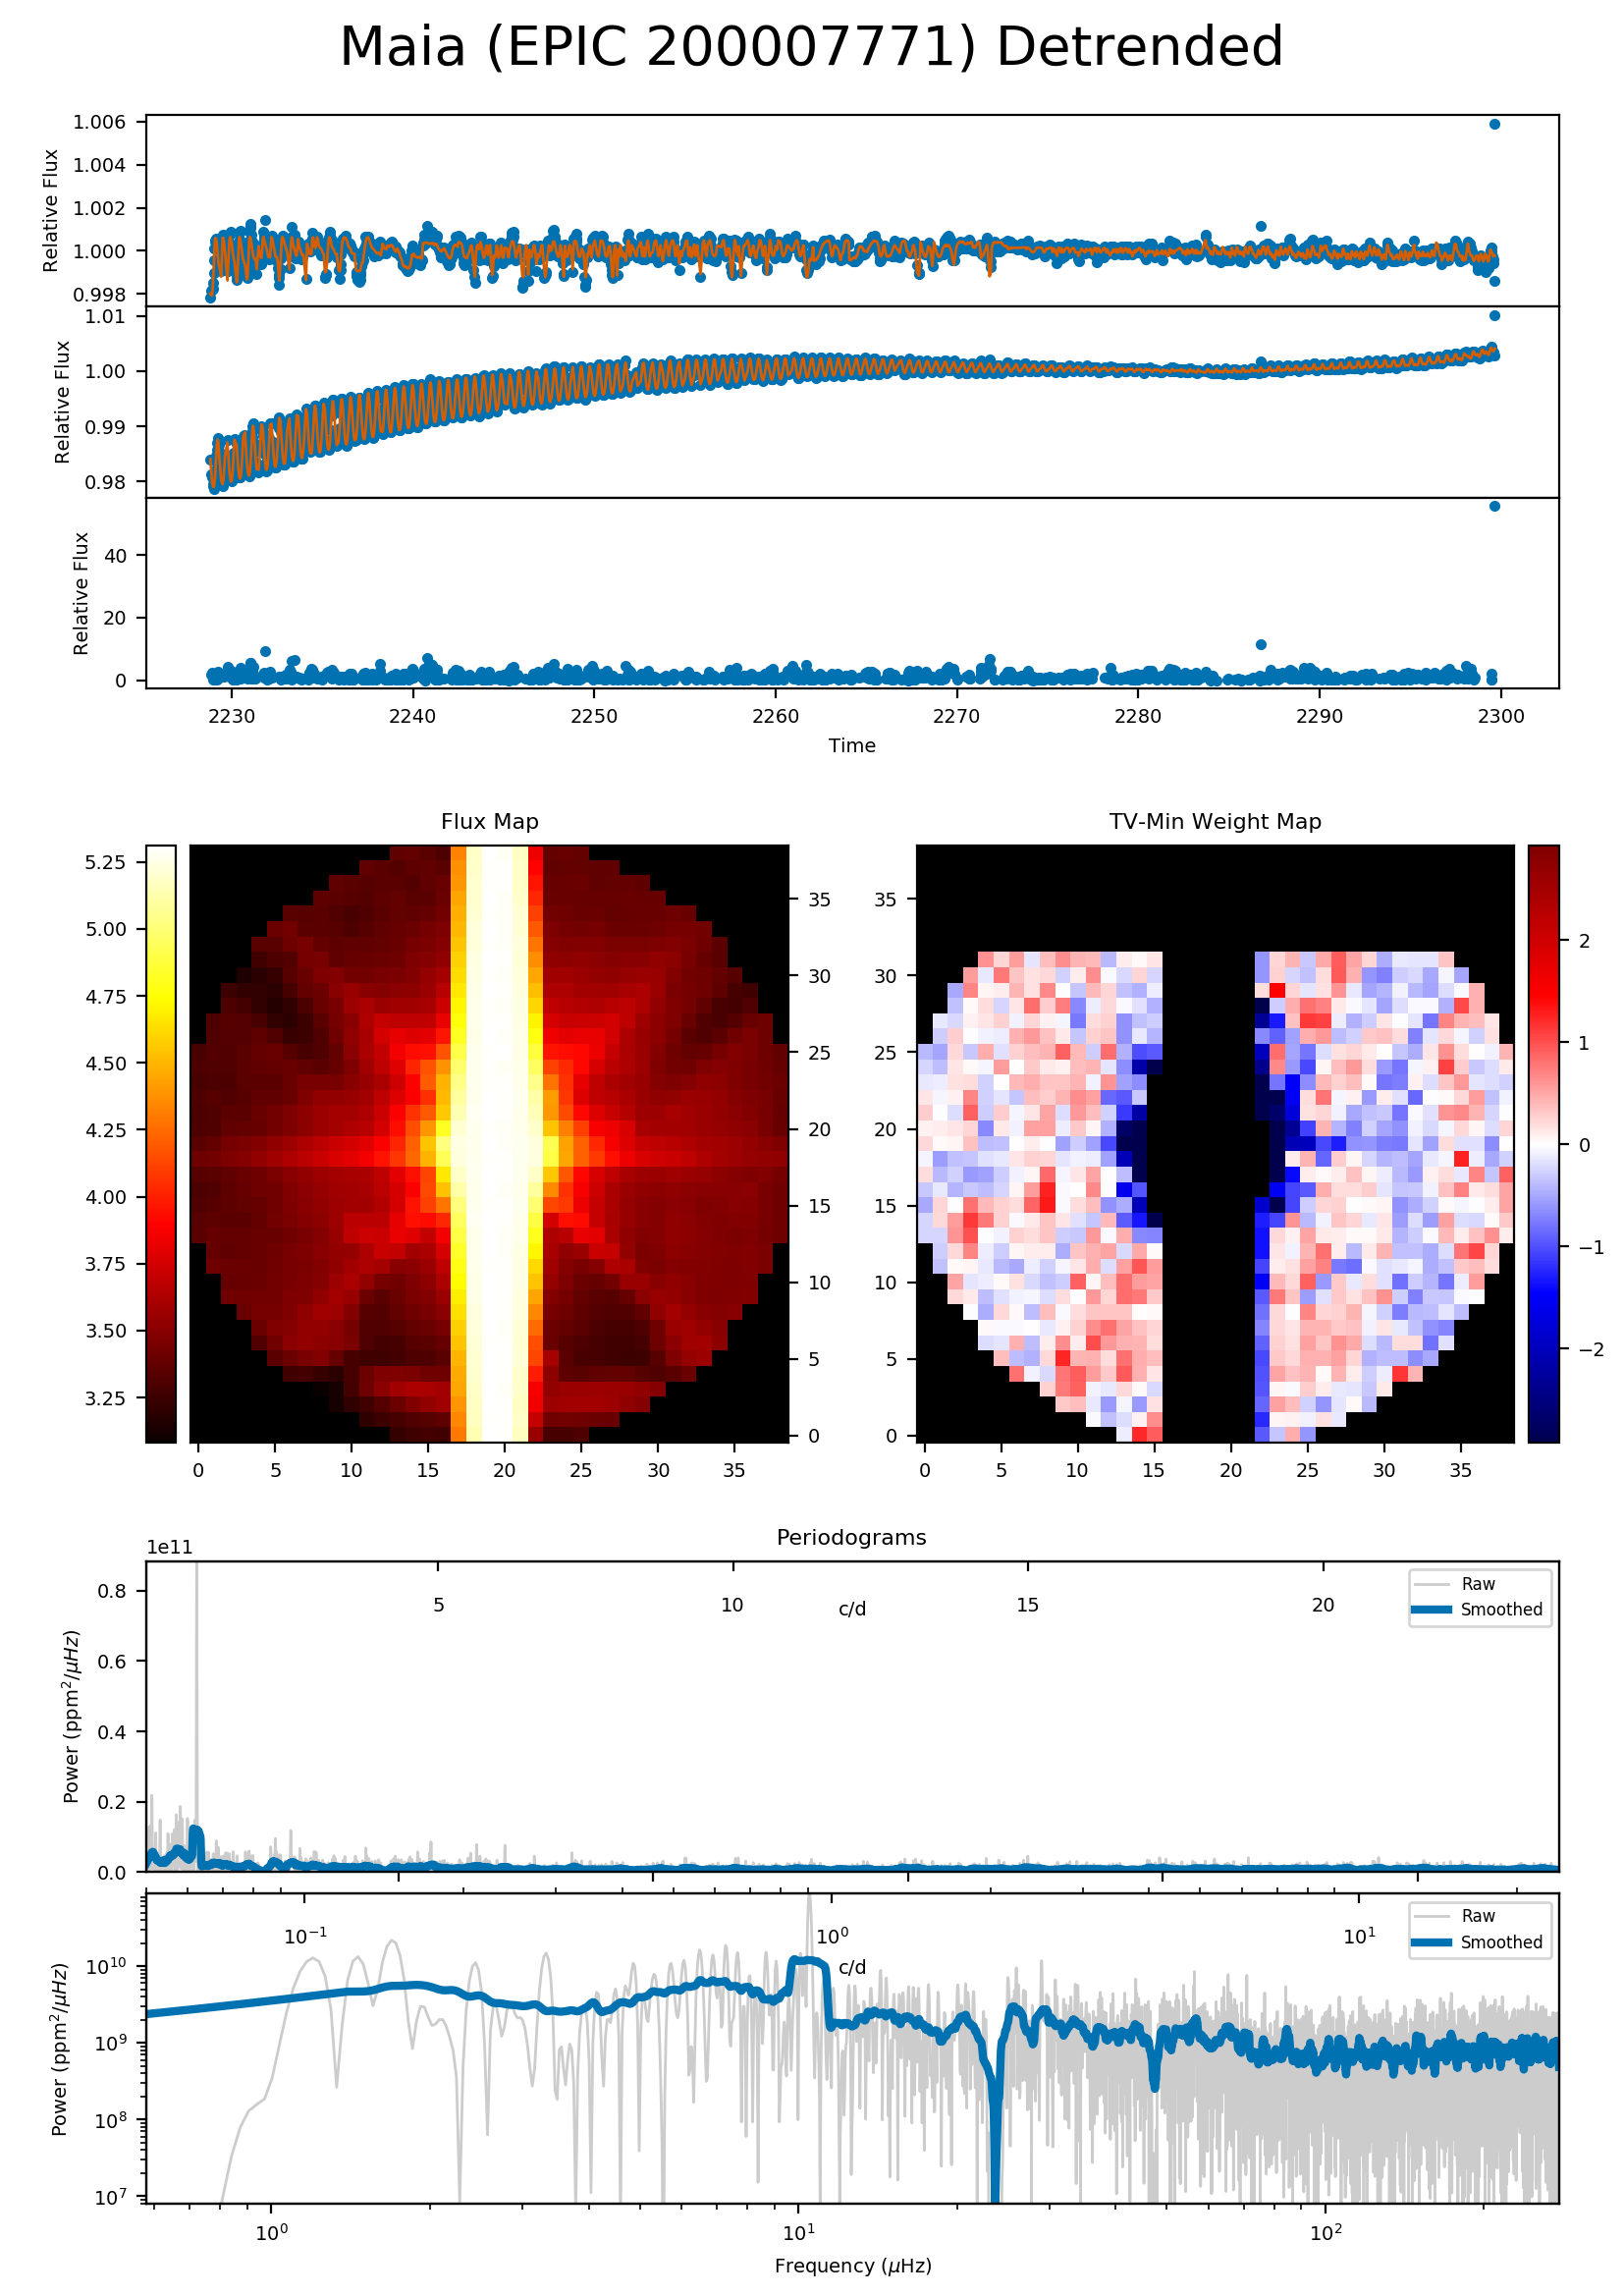 Maia (EPIC 200007771) Detrended
1.006
1.004
1.002
1.000
0.998
Relative Flux
1.01
1.00
0.99
0.98
Relative Flux
40
20
0
Relative Flux
2230 2240 2250 2260 2270 2280 2290 2300
Time
Flux Map
5.25
5.00
4.75
4.50
4.25
4.00
3.75
3.50
3.25
35
30
25
20
15
10
5
0
0 5 10 15 20 25 30 35
TV-Min Weight Map
35
30
25
20
15
10
5
0
2
1
0
−1
−2
0 5 10 15 20 25 30 35
Periodograms
1e11
0.8
0.6
0.4
0.2
0.0
Power (ppm²/μHz)
5 10 15 20
c/d
Raw
Smoothed
10¹⁰
10⁹
10⁸
10⁷
Power (ppm²/μHz)
10⁻¹ 10⁰ 10¹
c/d
Raw
Smoothed
10⁰ 10¹ 10²
Frequency (μHz)